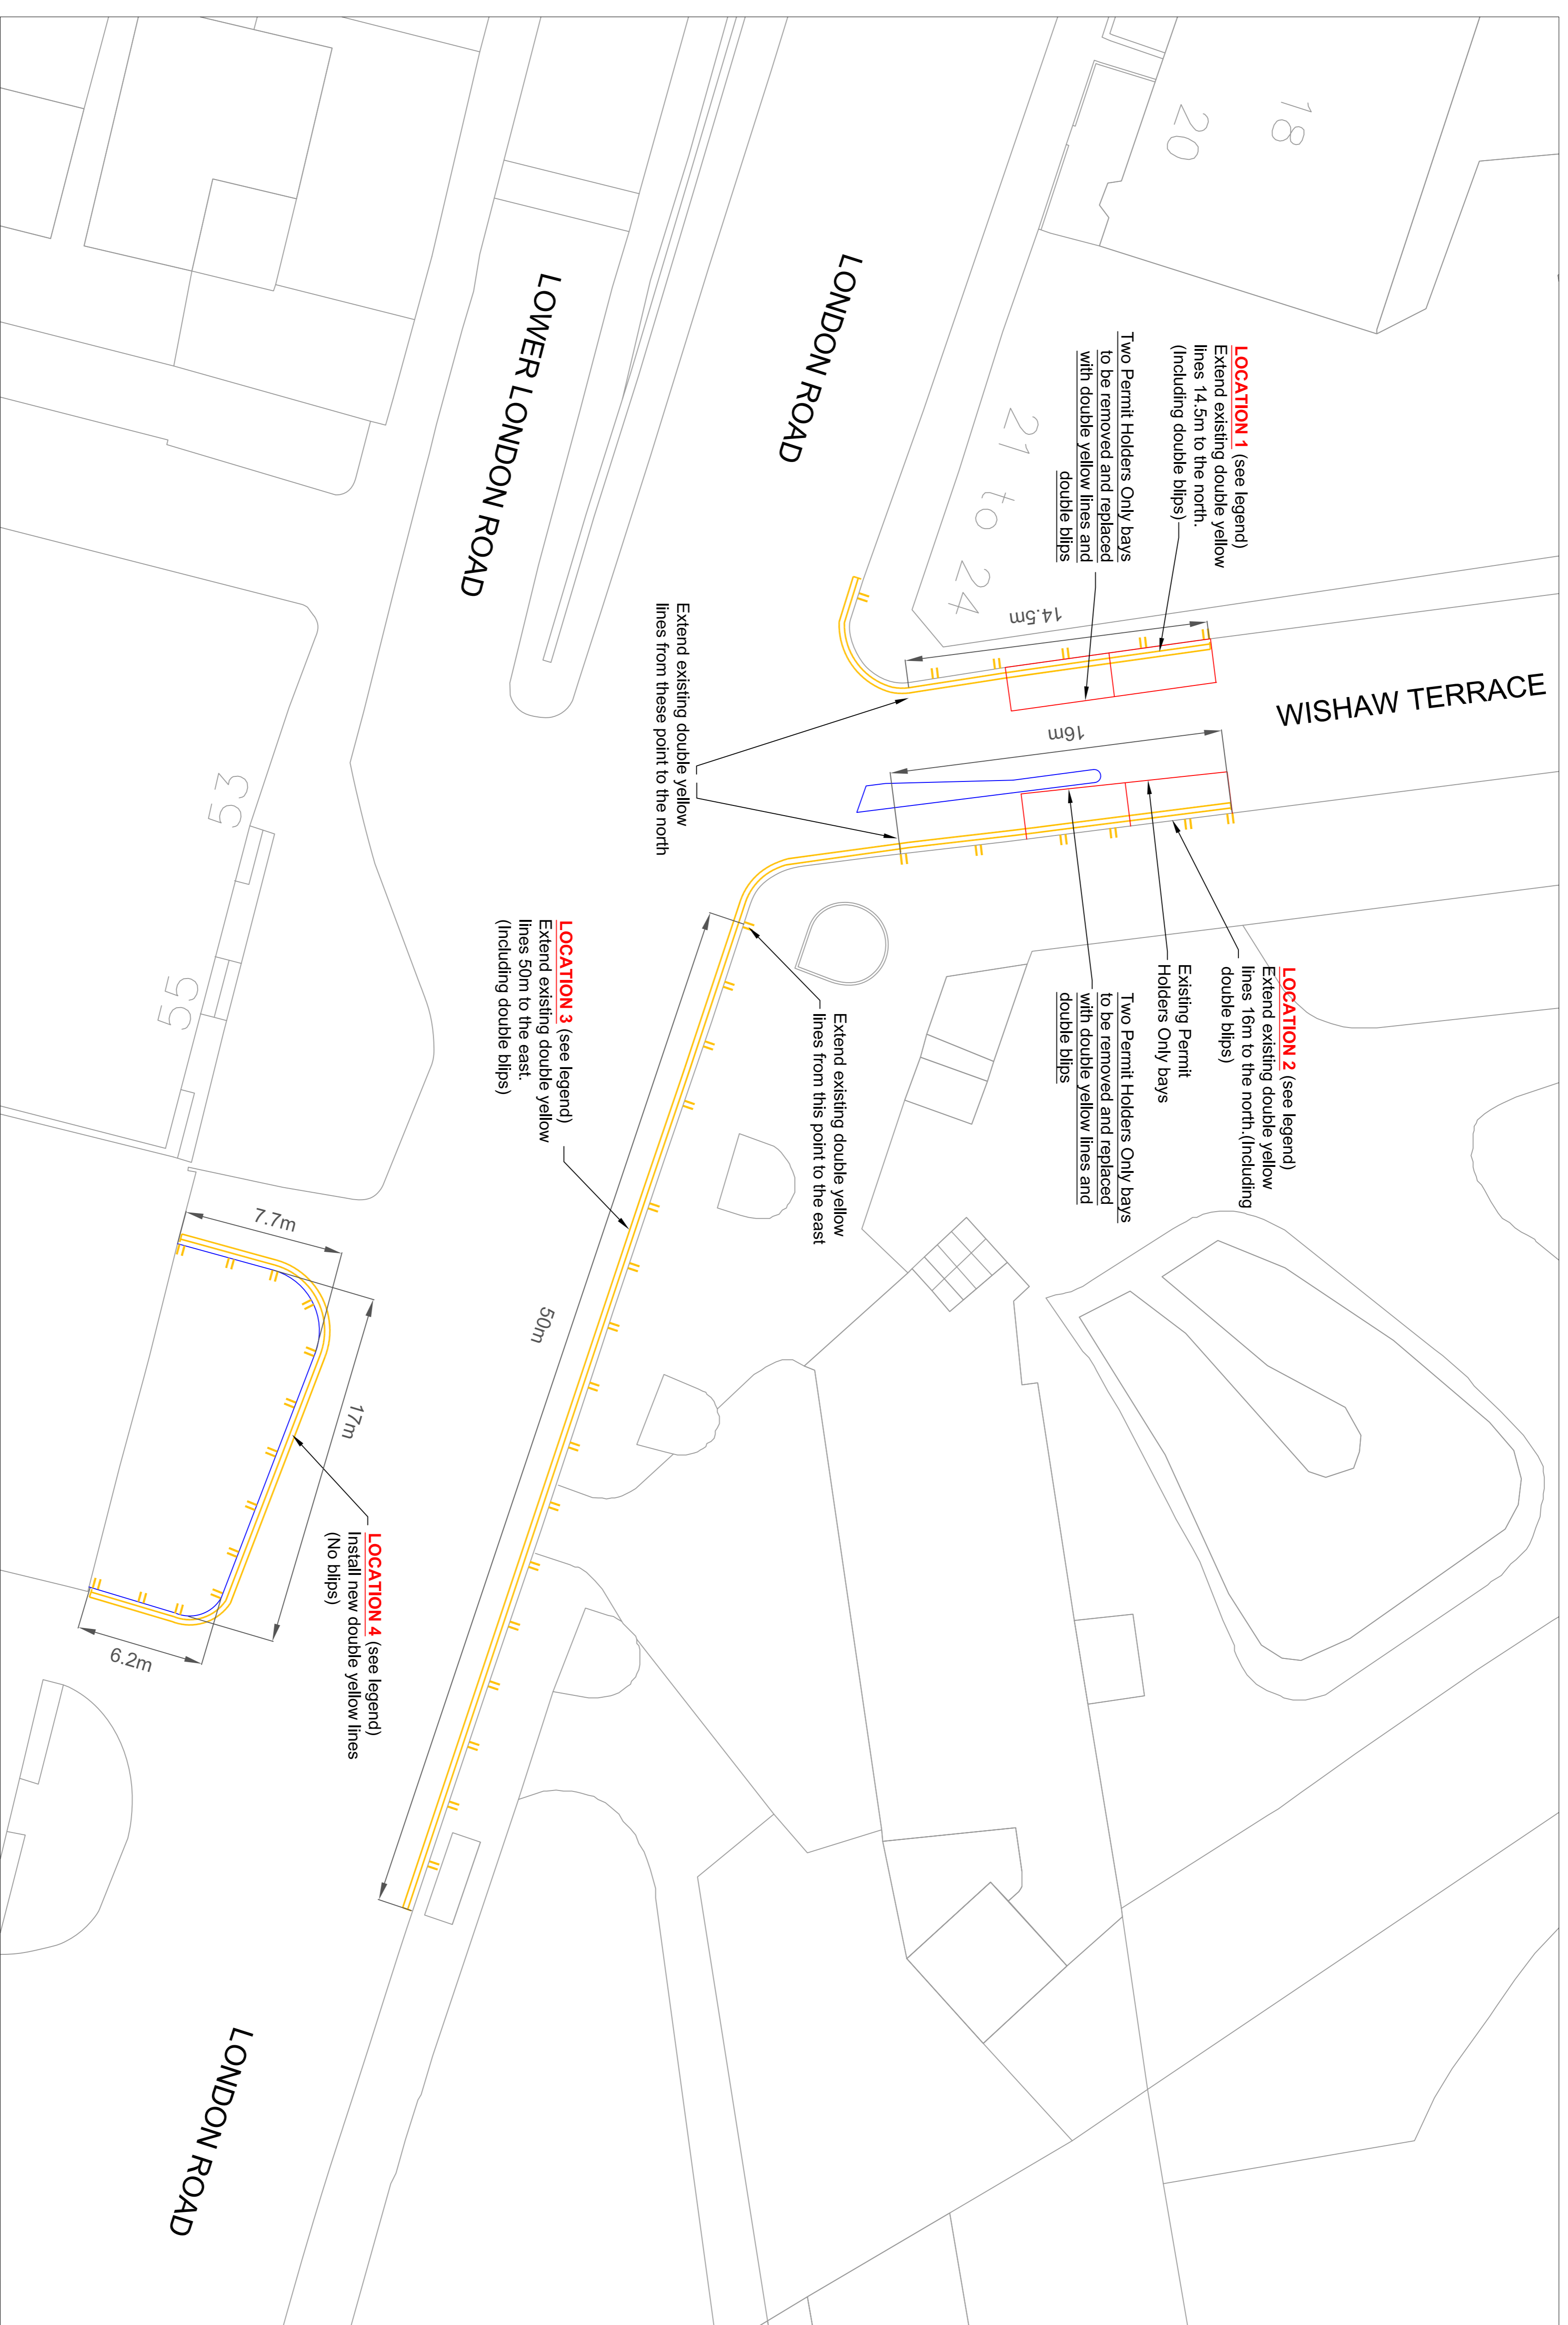 18
20
21 to 24
LONDON ROAD
LOWER LONDON ROAD
WISHAW TERRACE
LOCATION 1 (see legend)
Extend existing double yellow
lines 14.5m to the north.
(Including double blips)
Two Permit Holders Only bays
to be removed and replaced
with double yellow lines and
double blips
14.5m
16m
Extend existing double yellow
lines from these point to the north
LOCATION 2 (see legend)
Extend existing double yellow
lines 16m to the north.(Including
double blips)
Existing Permit
Holders Only bays
Two Permit Holders Only bays
to be removed and replaced
with double yellow lines and
double blips
Extend existing double yellow
lines from this point to the east
LOCATION 3 (see legend)
Extend existing double yellow
lines 50m to the east.
(Including double blips)
50m
53
55
7.7m
17m
6.2m
LOCATION 4 (see legend)
Install new double yellow lines
(No blips)
LONDON ROAD